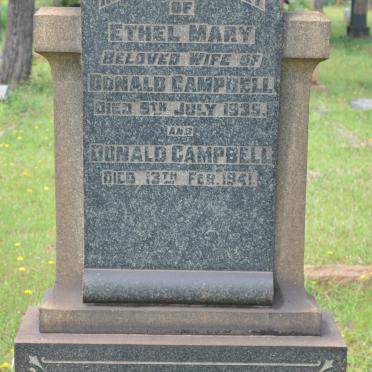 OF
ETHEL MARY
BELOVED WIFE OF
DONALD CAMPBELL
DIED 9TH JULY 1935.
AND
DONALD CAMPBELL
DIED 13TH FEB. 1941.